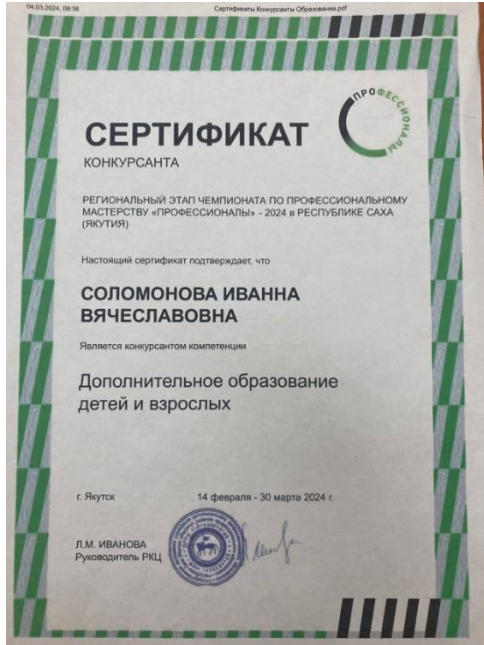 04.03.2024, 08:36 Сертификаты Конкурсанты Образование.pdf
ПРОФЕССИОНАЛЫ
СЕРТИФИКАТ
КОНКУРСАНТА
РЕГИОНАЛЬНЫЙ ЭТАП ЧЕМПИОНАТА ПО ПРОФЕССИОНАЛЬНОМУ
МАСТЕРСТВУ «ПРОФЕССИОНАЛЫ» - 2024 в РЕСПУБЛИКЕ САХА
(ЯКУТИЯ)
Настоящий сертификат подтверждает, что
СОЛОМОНОВА ИВАННА
ВЯЧЕСЛАВОВНА
Является конкурсантом компетенции
Дополнительное образование
детей и взрослых
г. Якутск 14 февраля - 30 марта 2024 г.
Л.М. ИВАНОВА
Руководитель РКЦ